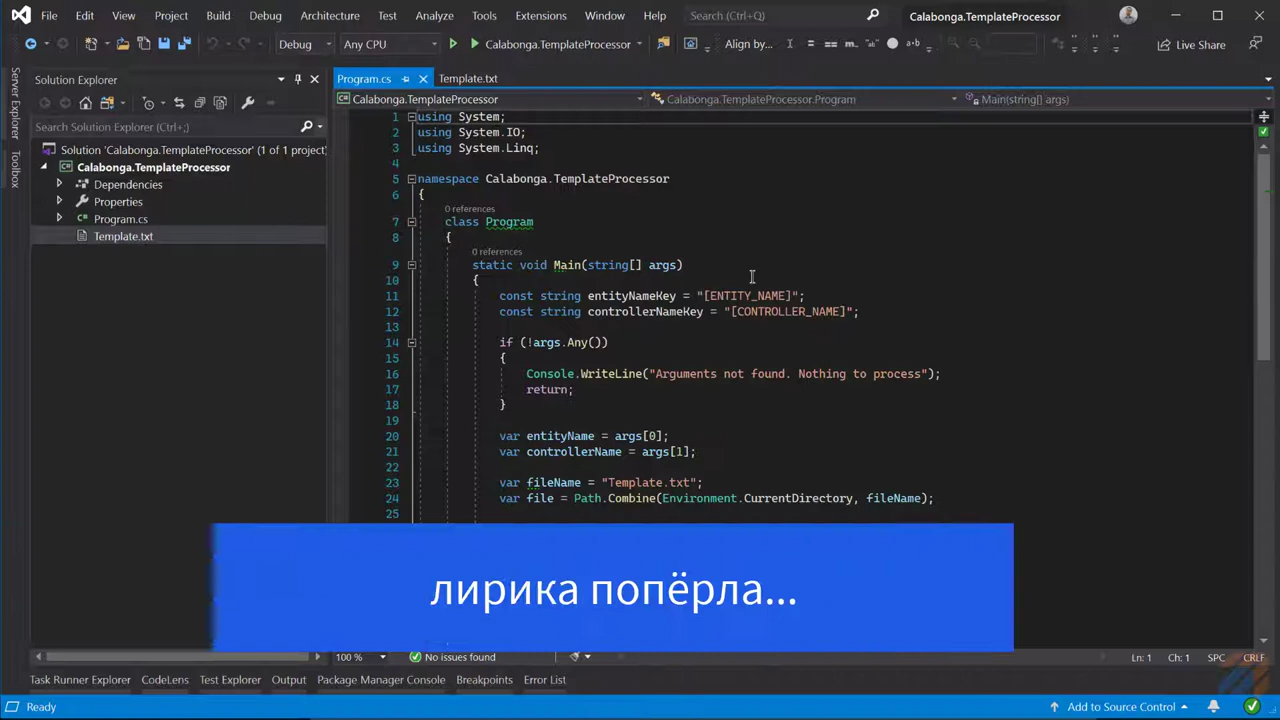 File Edit View Project Build Debug Architecture Test Analyze Tools Extensions Window Help Search (Ctrl+Q) Calabonga.TemplateProcessor
Debug Any CPU Calabonga.TemplateProcessor Align by... Live Share
Server Explorer
Toolbox
Solution Explorer
Search Solution Explorer (Ctrl+;)
Solution 'Calabonga.TemplateProcessor' (1 of 1 project)
Calabonga.TemplateProcessor
Dependencies
Properties
Program.cs
Template.txt
Program.cs Template.txt
Calabonga.TemplateProcessor Calabonga.TemplateProcessor.Program Main(string[] args)
1 using System;
2 using System.IO;
3 using System.Linq;
4
5 namespace Calabonga.TemplateProcessor
6 {
0 references
7 class Program
8 {
0 references
9 static void Main(string[] args)
10 {
11 const string entityNameKey = "[ENTITY_NAME]";
12 const string controllerNameKey = "[CONTROLLER_NAME]";
13
14 if (!args.Any())
15 {
16 Console.WriteLine("Arguments not found. Nothing to process");
17 return;
18 }
19
20 var entityName = args[0];
21 var controllerName = args[1];
22
23 var fileName = "Template.txt";
24 var file = Path.Combine(Environment.CurrentDirectory, fileName);
25
лирика попёрла...
100 % No issues found Ln: 1 Ch: 1 SPC CRLF
Task Runner Explorer CodeLens Test Explorer Output Package Manager Console Breakpoints Error List
Ready Add to Source Control